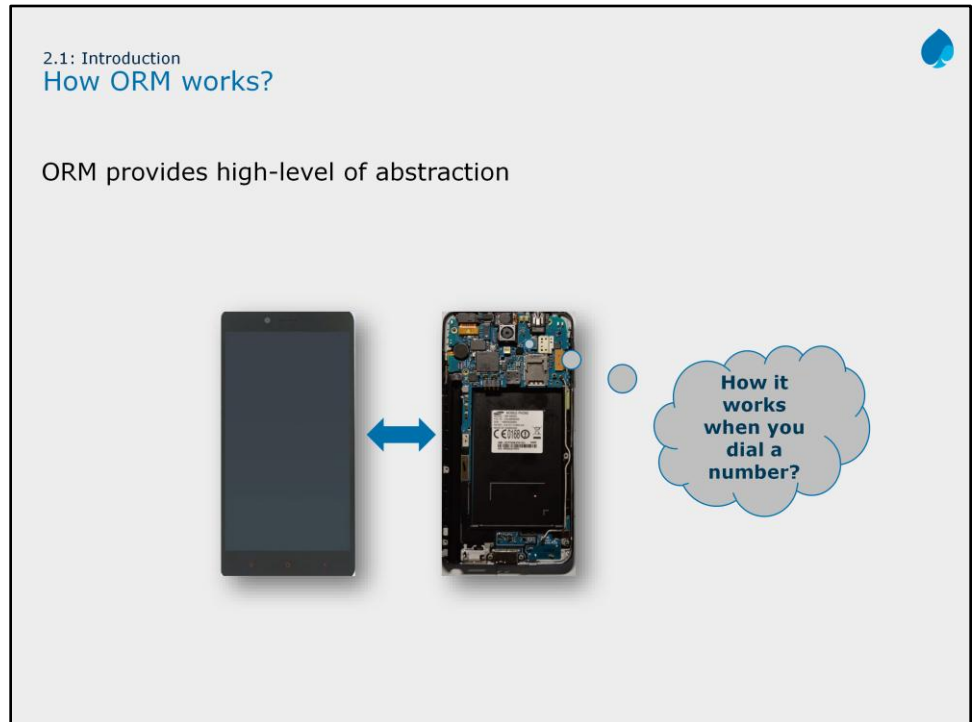 2.1: Introduction
How ORM works?
ORM provides high-level of abstraction
How it
works
when you
dial a
number?